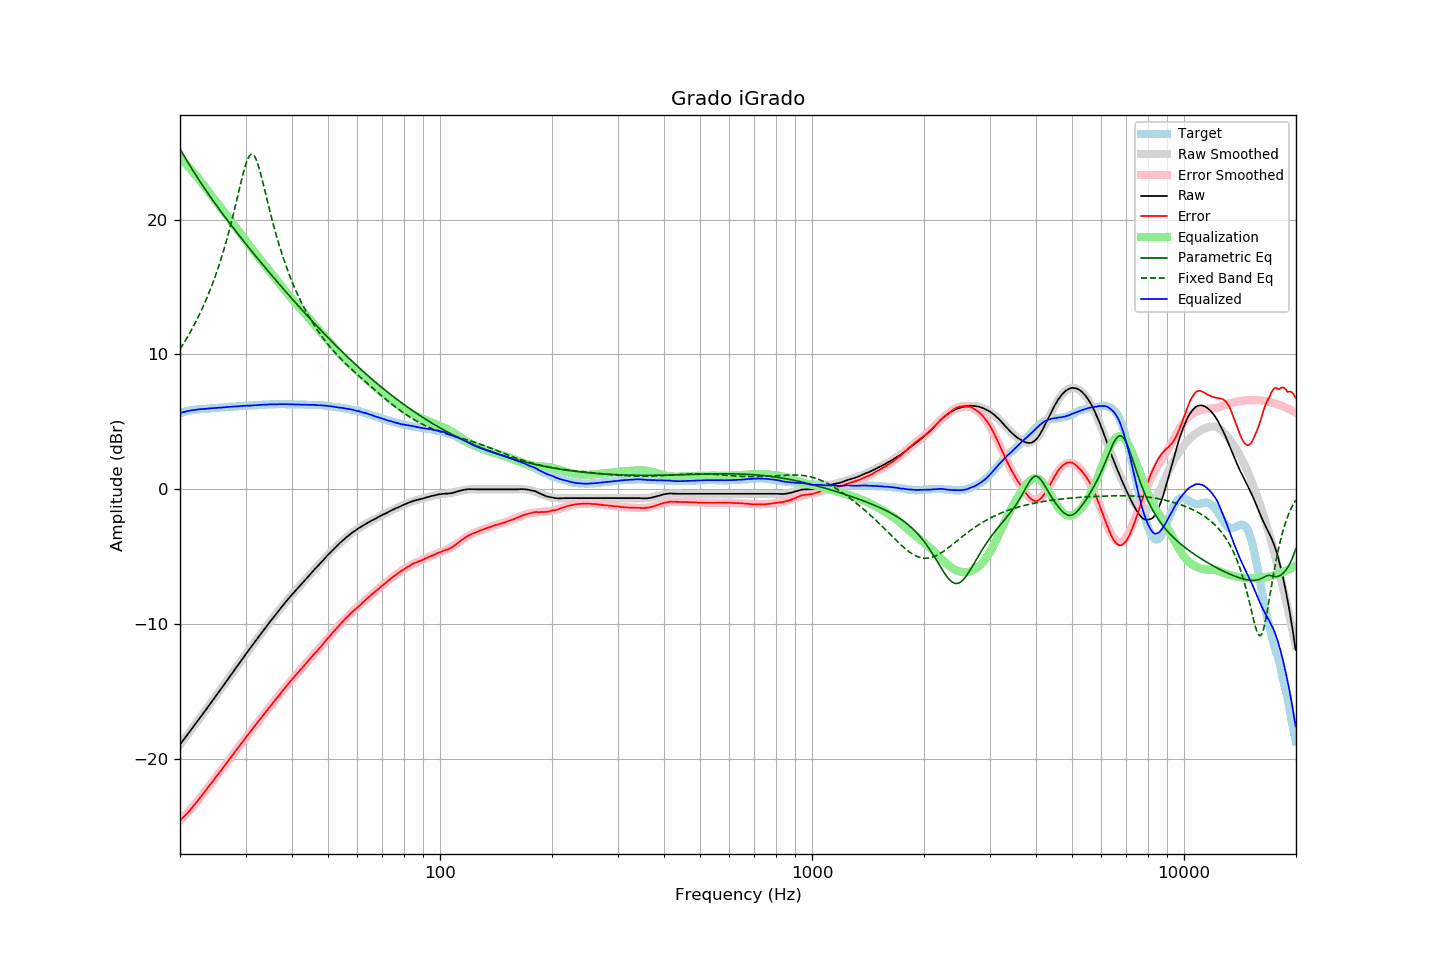 Grado iGrado
Target
Raw Smoothed
Error Smoothed
Raw
Error
Equalization
Parametric Eq
Fixed Band Eq
Equalized
20
10
0
−10
−20
Amplitude (dBr)
100
1000
10000
Frequency (Hz)